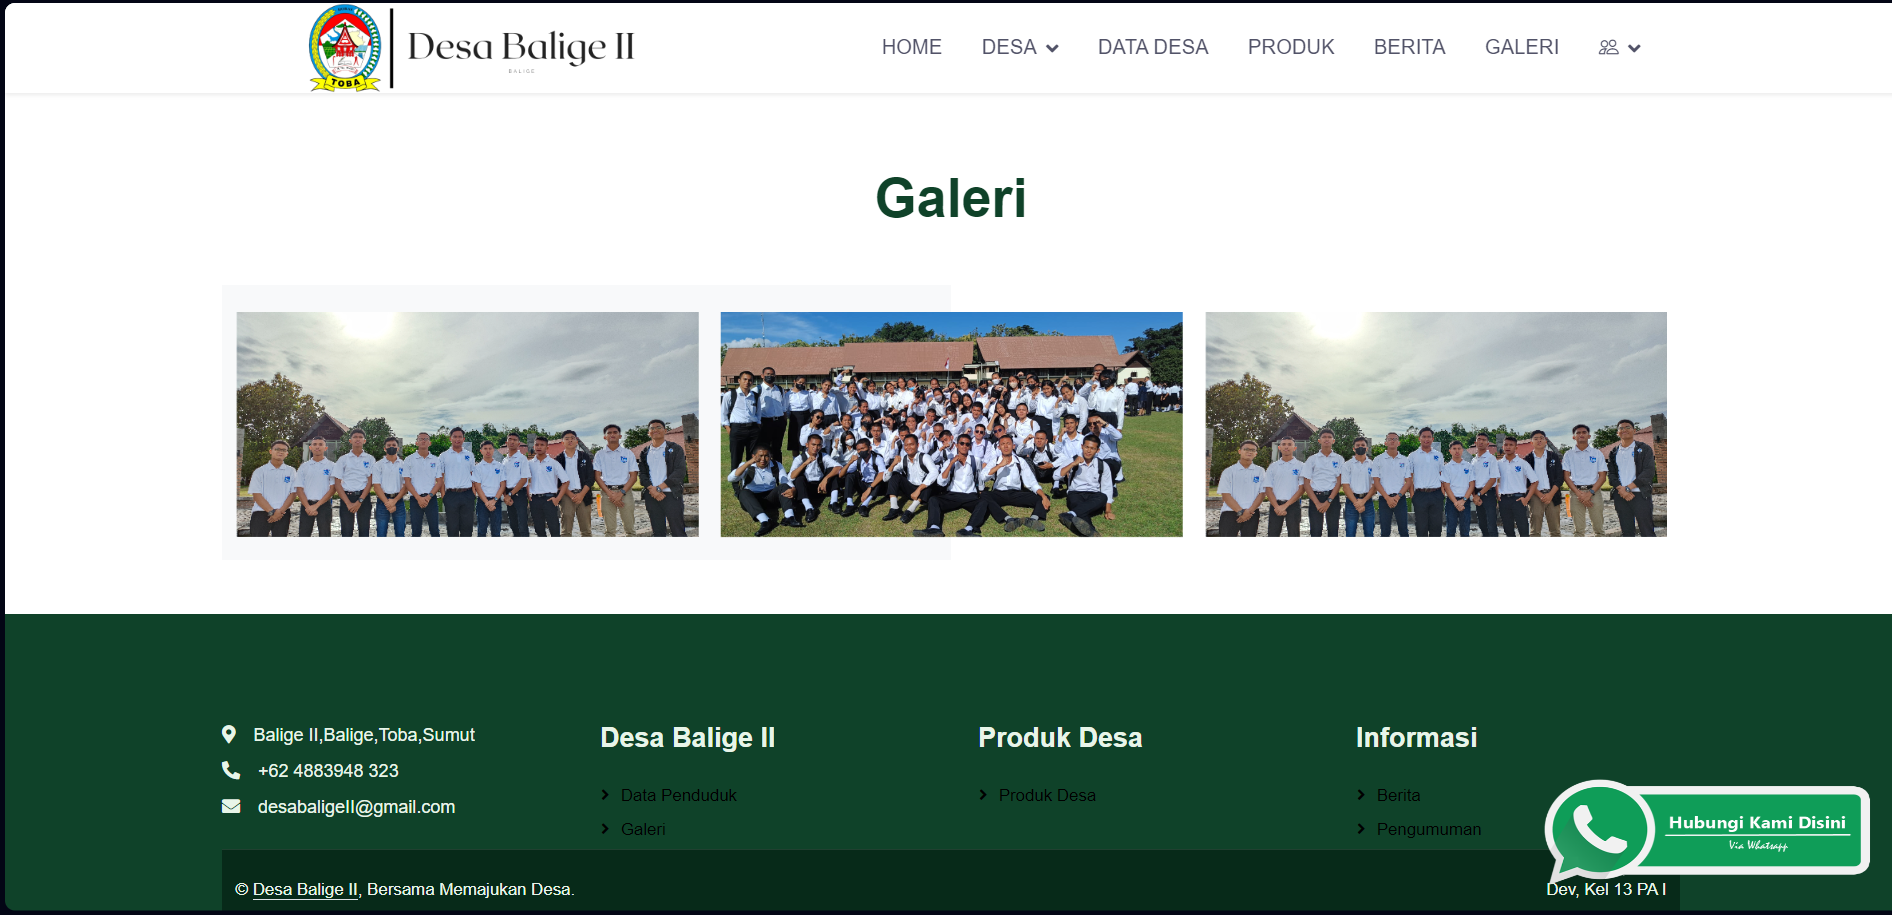 TOBA
Desa Balige II
BALIGE
HOME
DESA
DATA DESA
PRODUK
BERITA
GALERI
Galeri
Balige II,Balige,Toba,Sumut
+62 4883948 323
desabaligeII@gmail.com
Desa Balige II
Data Penduduk
Galeri
Produk Desa
Produk Desa
Informasi
Berita
Pengumuman
Hubungi Kami Disini
Via Whatsapp
© Desa Balige II, Bersama Memajukan Desa.
Dev, Kel 13 PA I